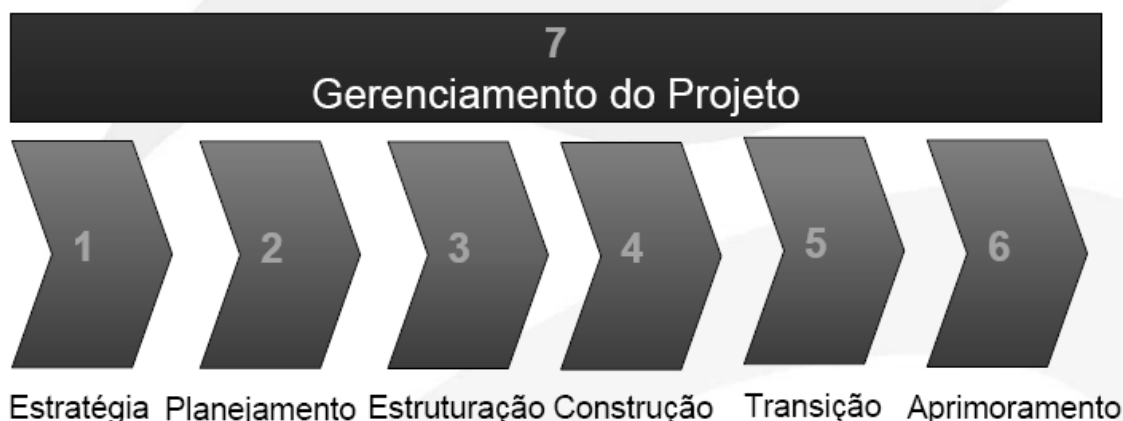 7
Gerenciamento do Projeto
1 2 3 4 5 6
Estratégia Planejamento Estruturação Construção Transição Aprimoramento